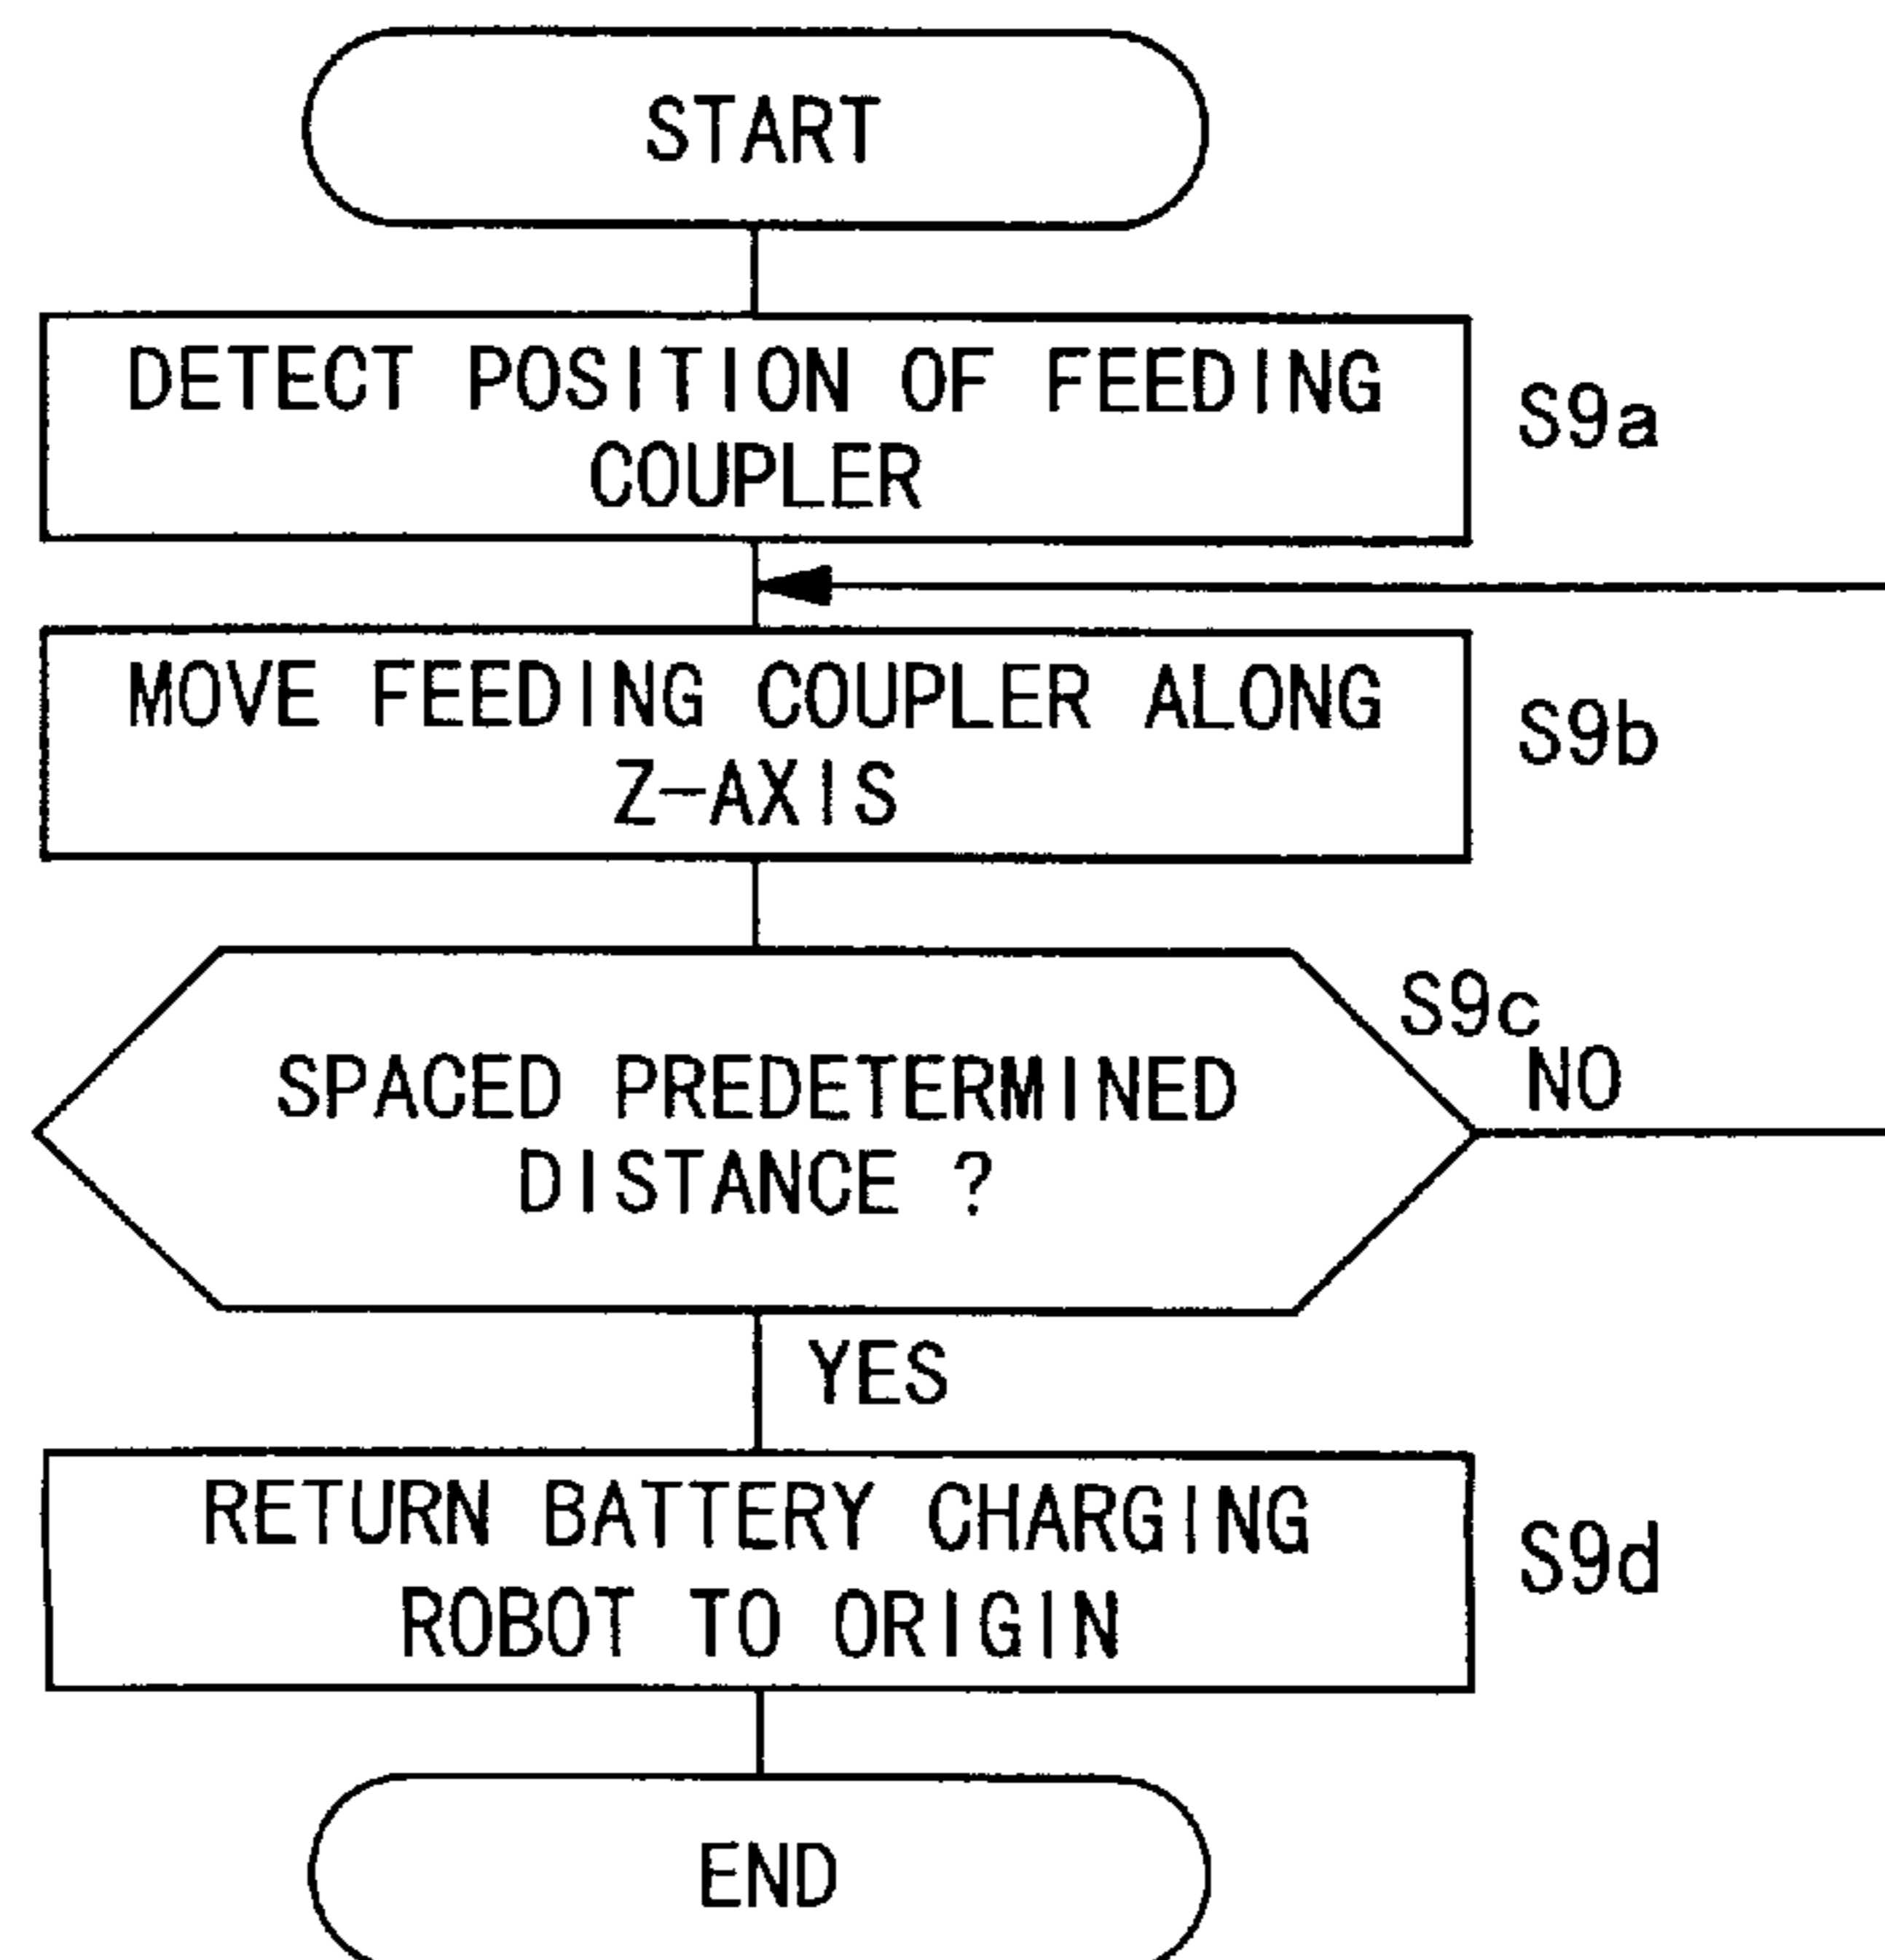 START
DETECT POSITION OF FEEDING
COUPLER
S9a
MOVE FEEDING COUPLER ALONG
Z-AXIS
S9b
S9c
NO
SPACED PREDETERMINED
DISTANCE ?
YES
RETURN BATTERY CHARGING
ROBOT TO ORIGIN
S9d
END